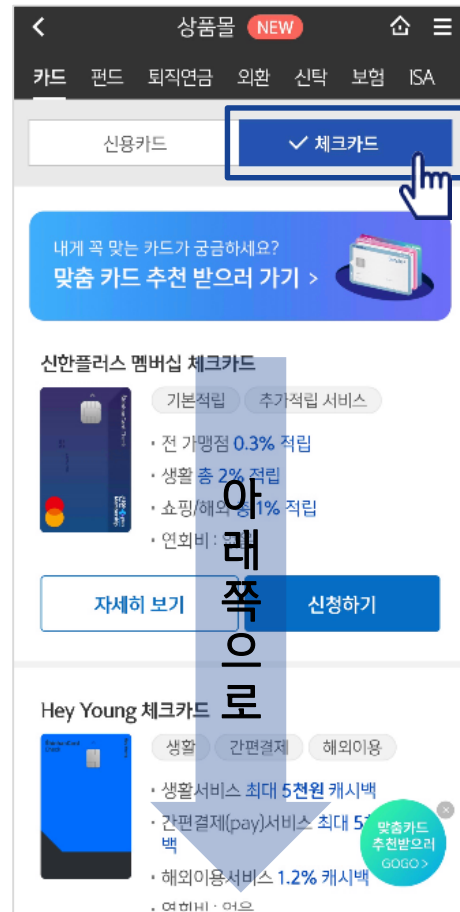 상품몰 NEW
카드 펀드 퇴직연금 외환 신탁 보험 ISA
신용카드
체크카드
내게 꼭 맞는 카드가 궁금하세요?
맞춤 카드 추천 받으러 가기 >
신한플러스 멤버십 체크카드
기본적립 추가적립 서비스
· 전 가맹점 0.3% 적립
· 생활 총 2% 적립
· 쇼핑/해외 총 1% 적립
· 연회비 : 없음
자세히 보기
신청하기
아래쪽으로
Hey Young 체크카드
생활 간편결제 해외이용
· 생활서비스 최대 5천원 캐시백
· 간편결제(pay)서비스 최대
백
· 해외이용서비스 1.2% 캐시백
· 연회비 : 없음
맞춤카드
추천받으러
GOGO >